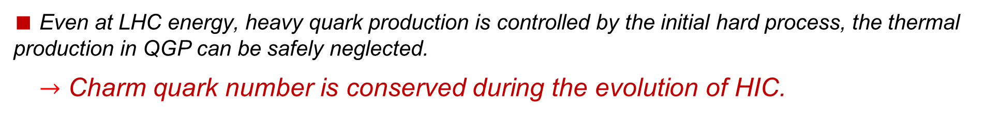 ■ Even at LHC energy, heavy quark production is controlled by the initial hard process, the thermal
production in QGP can be safely neglected.
→ Charm quark number is conserved during the evolution of HIC.